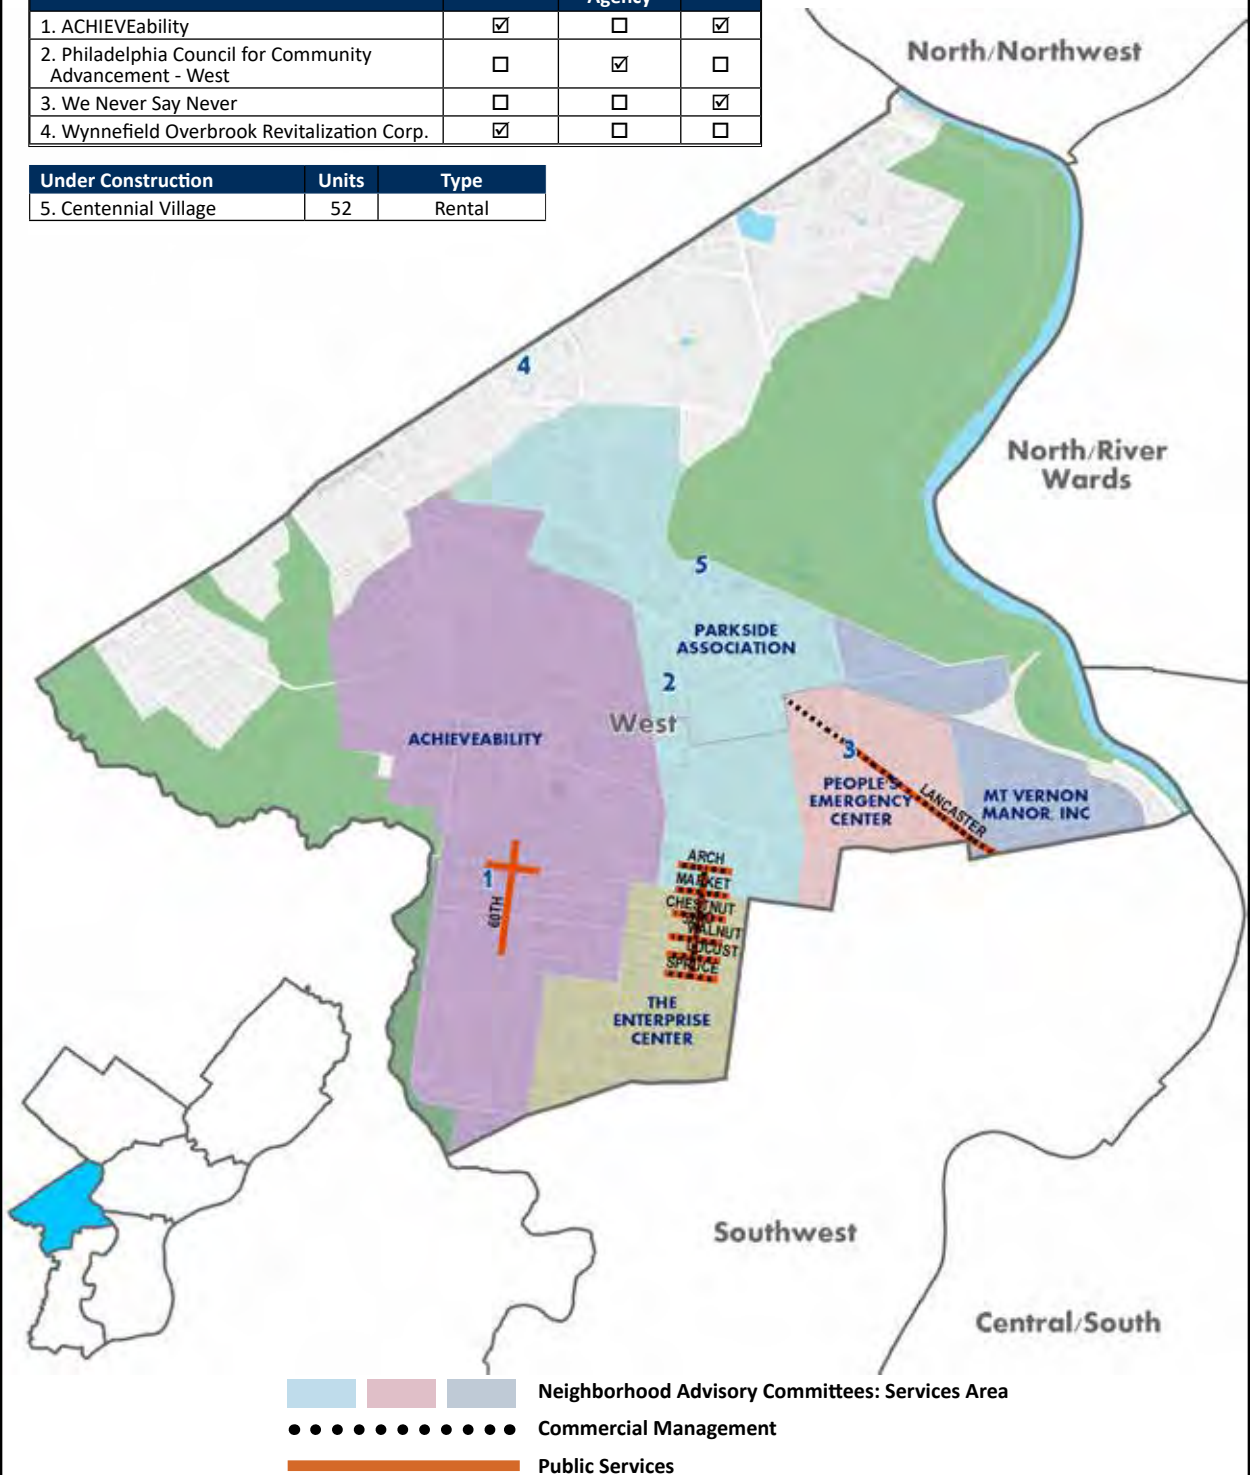 Agency
1. ACHIEVEability ☑ ☐ ☑
2. Philadelphia Council for Community
Advancement - West ☐ ☑ ☐
3. We Never Say Never ☐ ☐ ☑
4. Wynnefield Overbrook Revitalization Corp. ☑ ☐ ☐
Under Construction Units Type
5. Centennial Village 52 Rental
North/Northwest
4
North/River
Wards
5
PARKSIDE
ASSOCIATION
2
West
ACHIEVEABILITY
3
PEOPLE'S
EMERGENCY
CENTER
LANCASTER
MT VERNON
MANOR, INC
1
60TH
ARCH
MARKET
CHESTNUT
WALNUT
LOCUST
SPRUCE
THE
ENTERPRISE
CENTER
Southwest
Central/South
Neighborhood Advisory Committees: Services Area
Commercial Management
Public Services